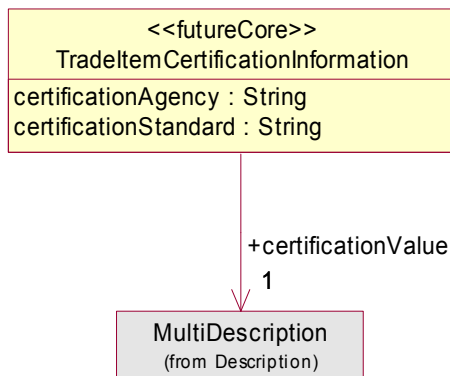 <<futureCore>>
TradeItemCertificationInformation
certificationAgency : String
certificationStandard : String
+certificationValue
1
MultiDescription
(from Description)